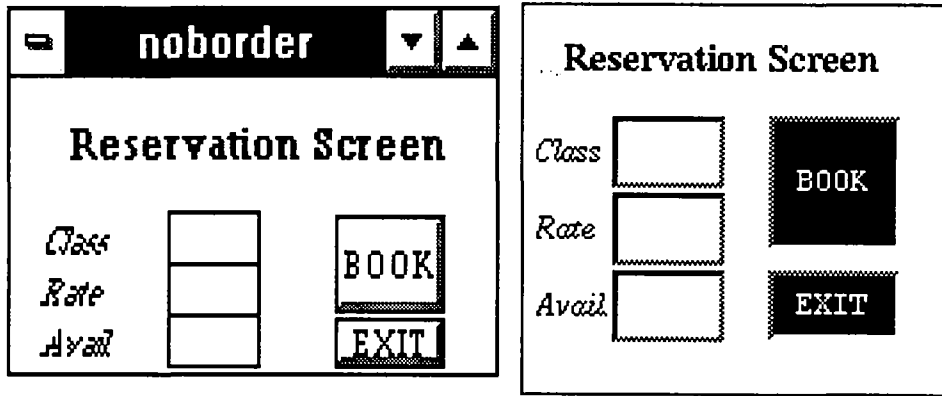 noborder
Reservation Screen
Class
Rate
Avail
BOOK
EXIT
Reservation Screen
Class
Rate
Avail
BOOK
EXIT